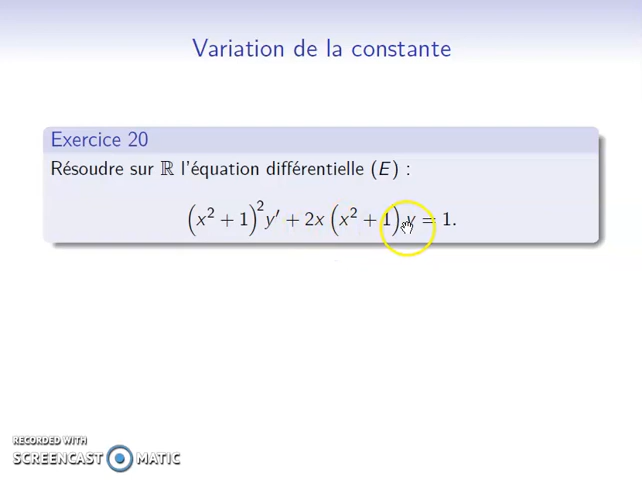 Variation de la constante
Exercice 20
Résoudre sur ℝ l'équation différentielle (E) :
(x² + 1)² y′ + 2x (x² + 1) y = 1.
RECORDED WITH
SCREENCAST MATIC